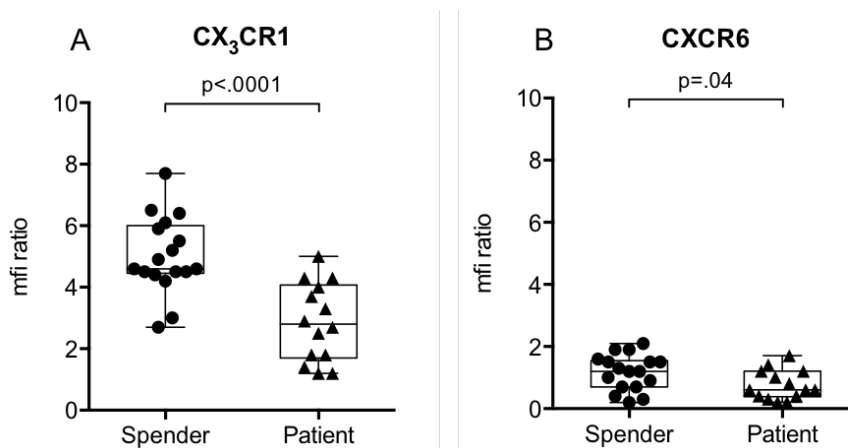 A
CX₃CR1
p<.0001
10
8
6
4
2
0
mfi ratio
Spender
Patient
B
CXCR6
p=.04
10
8
6
4
2
0
mfi ratio
Spender
Patient